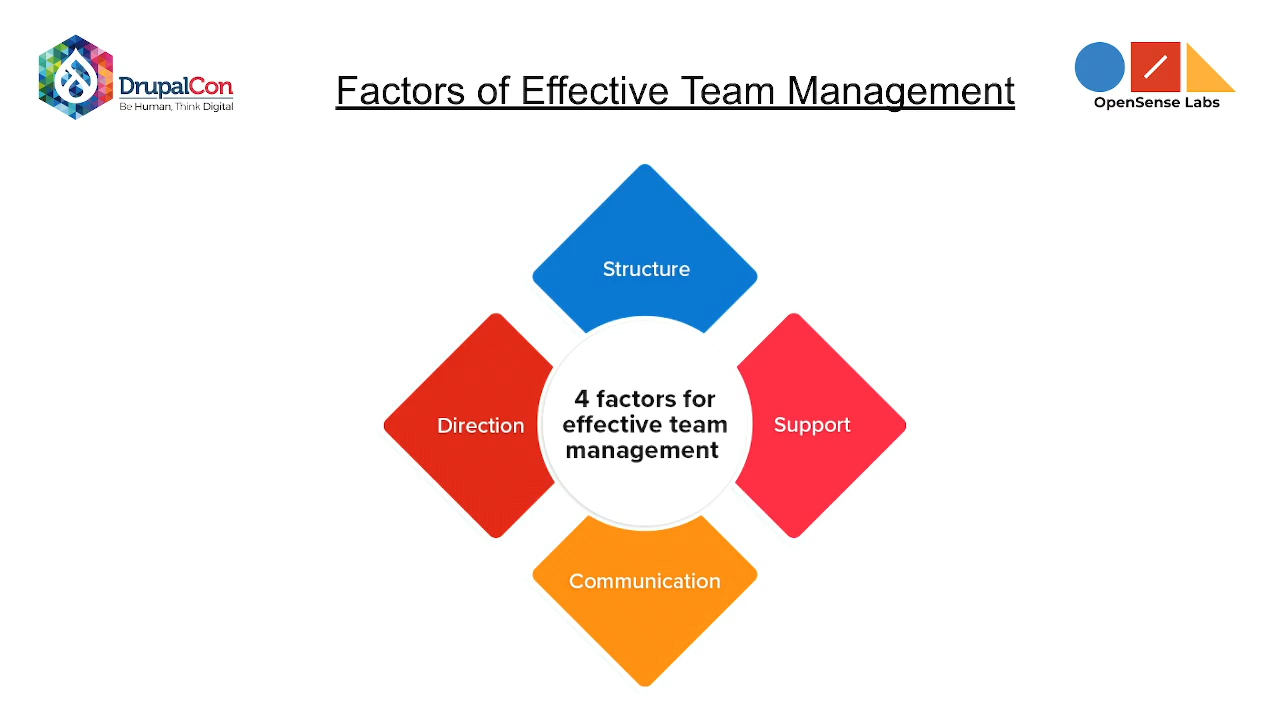 DrupalCon
Be Human, Think Digital
Factors of Effective Team Management
OpenSense Labs
Structure
Direction
4 factors for
effective team
management
Support
Communication